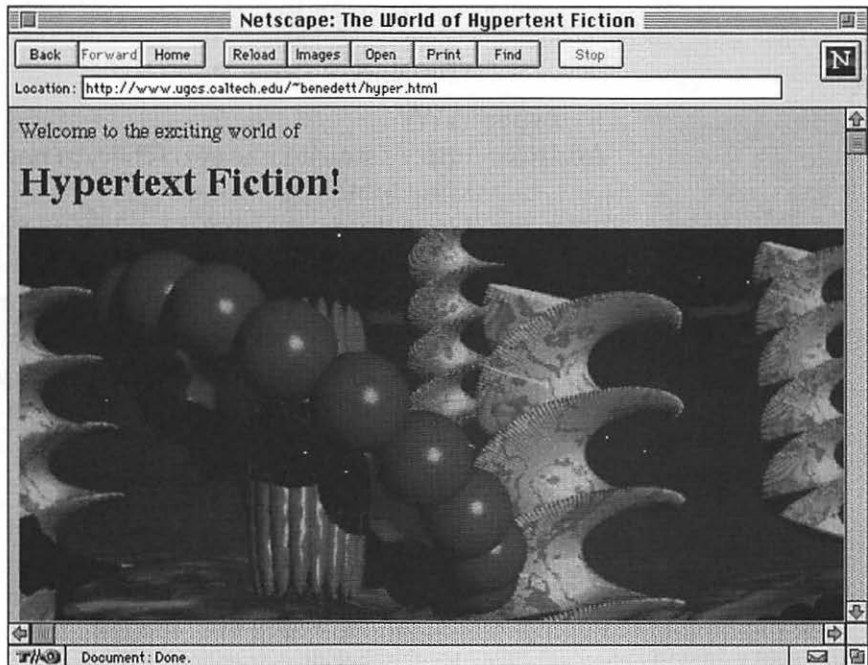 Netscape: The World of Hypertext Fiction
Back Forward Home Reload Images Open Print Find Stop
N
Location: http://www.ugcs.caltech.edu/~benedett/hyper.html
Welcome to the exciting world of
Hypertext Fiction!
Document: Done.